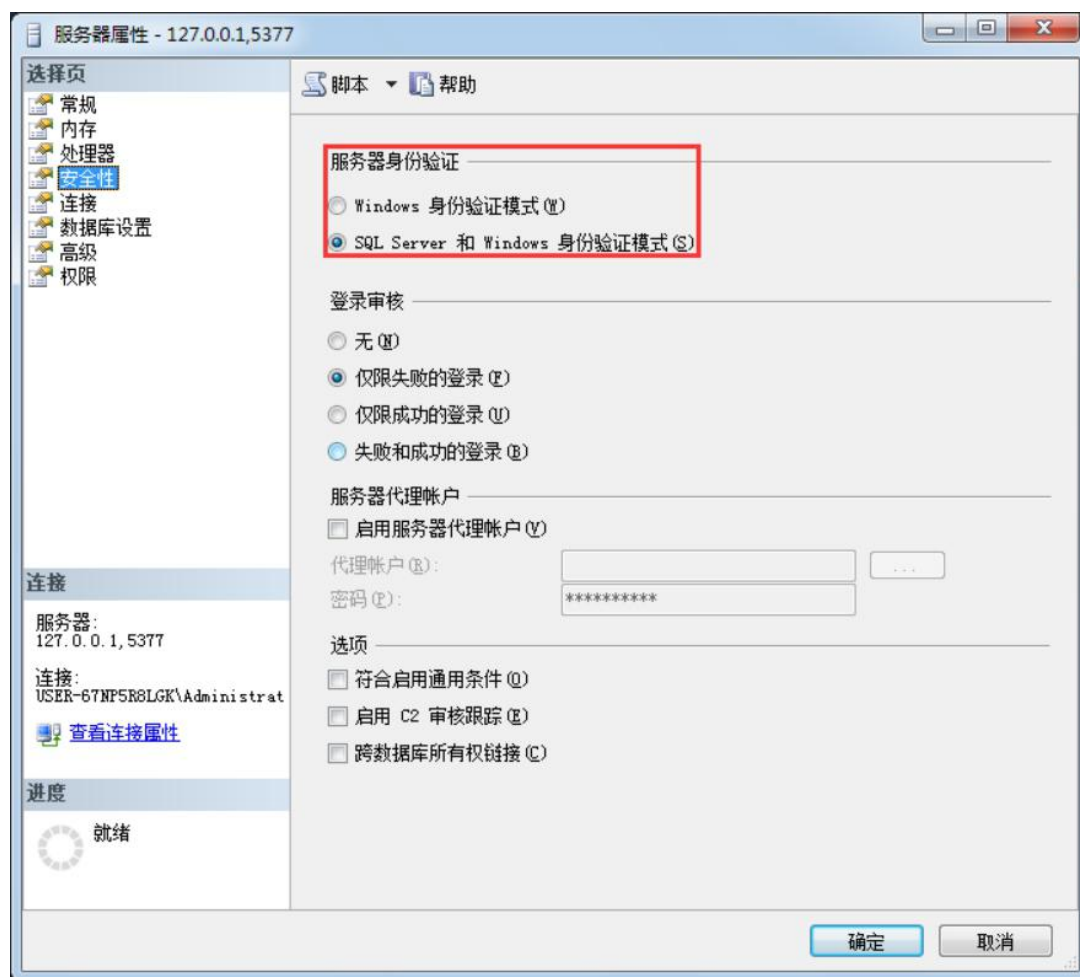 服务器属性 - 127.0.0.1,5377
选择页
常规
内存
处理器
安全性
连接
数据库设置
高级
权限
脚本 帮助
服务器身份验证
Windows 身份验证模式(W)
SQL Server 和 Windows 身份验证模式(S)
登录审核
无(N)
仅限失败的登录(F)
仅限成功的登录(U)
失败和成功的登录(B)
服务器代理帐户
启用服务器代理帐户(V)
代理帐户(R):
...
密码(P):
**********
选项
符合启用通用条件(O)
启用 C2 审核跟踪(E)
跨数据库所有权链接(C)
连接
服务器:
127.0.0.1,5377
连接:
USER-67NP5R8LGK\Administrat
查看连接属性
进度
就绪
确定
取消